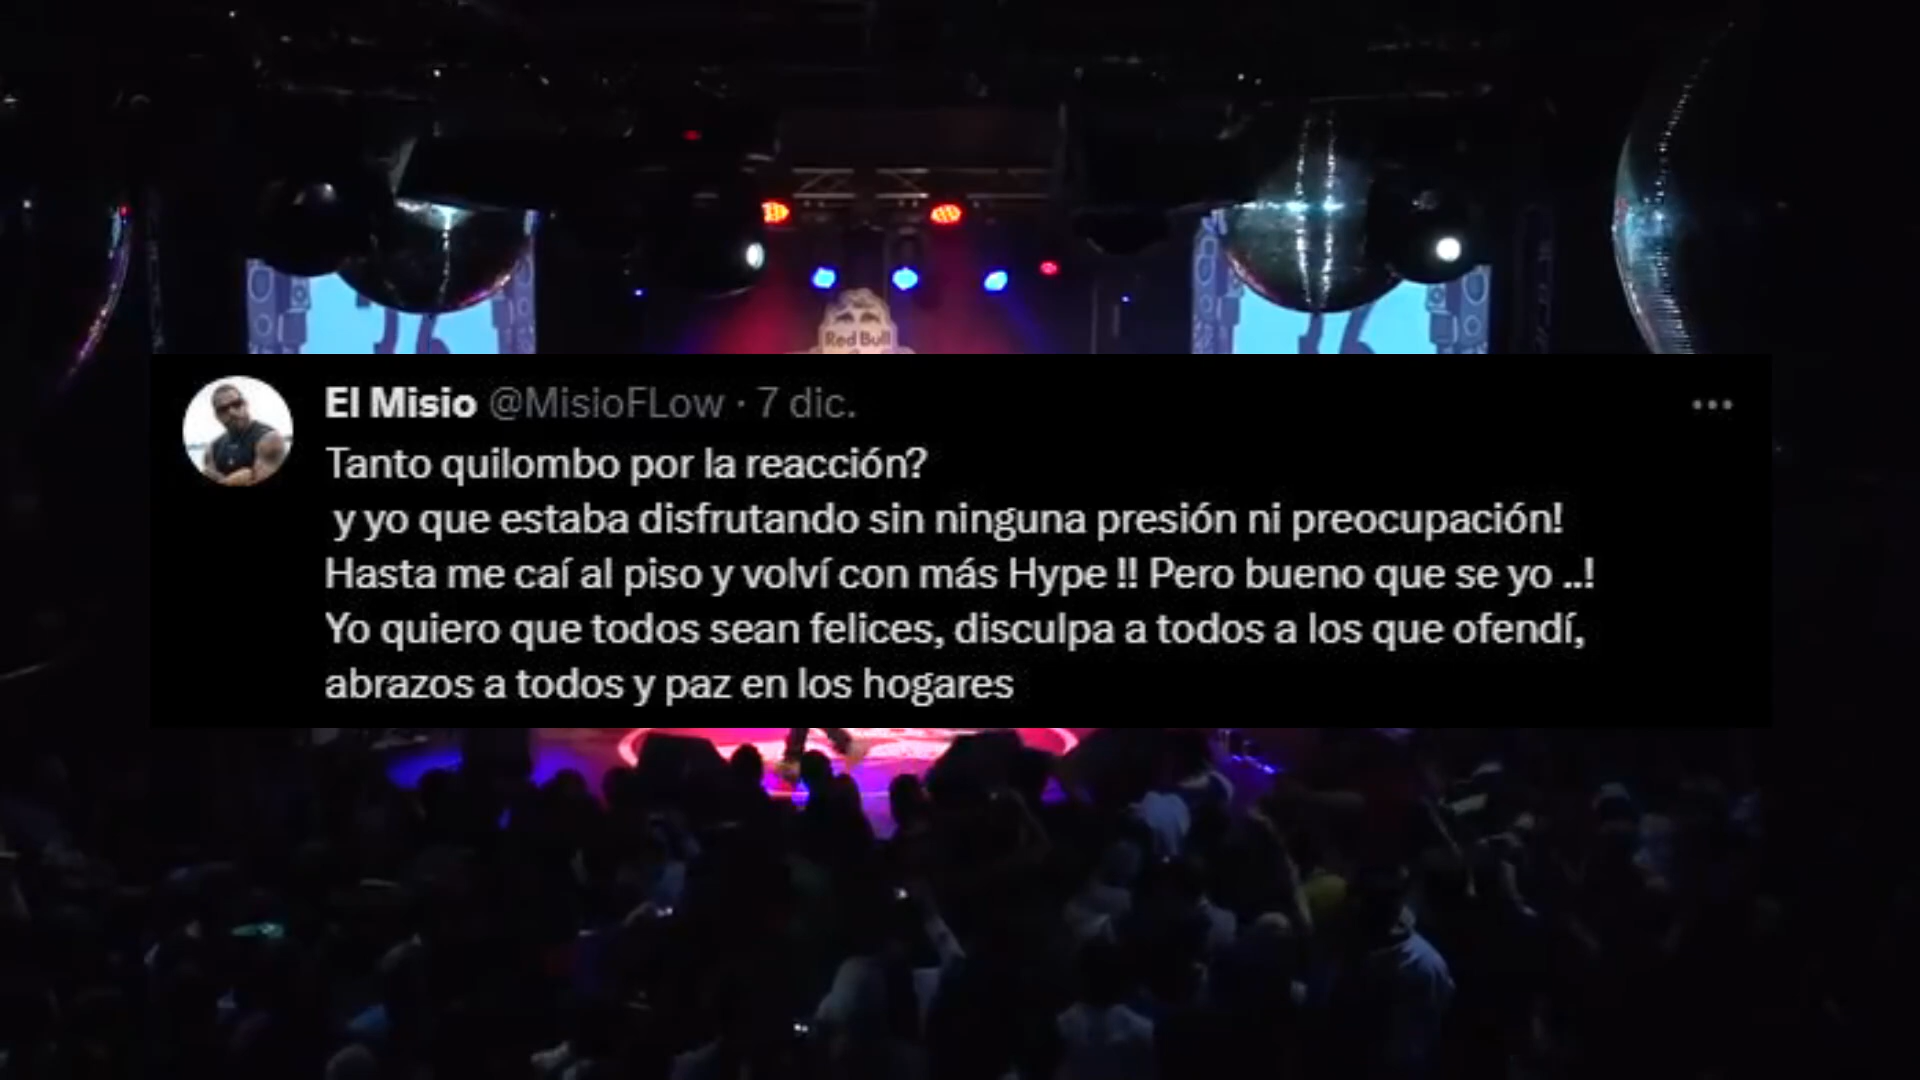 Red Bull
El Misio @MisioFLow · 7 dic.
Tanto quilombo por la reacción?
y yo que estaba disfrutando sin ninguna presión ni preocupación!
Hasta me caí al piso y volví con más Hype !! Pero bueno que se yo ..!
Yo quiero que todos sean felices, disculpa a todos a los que ofendí,
abrazos a todos y paz en los hogares